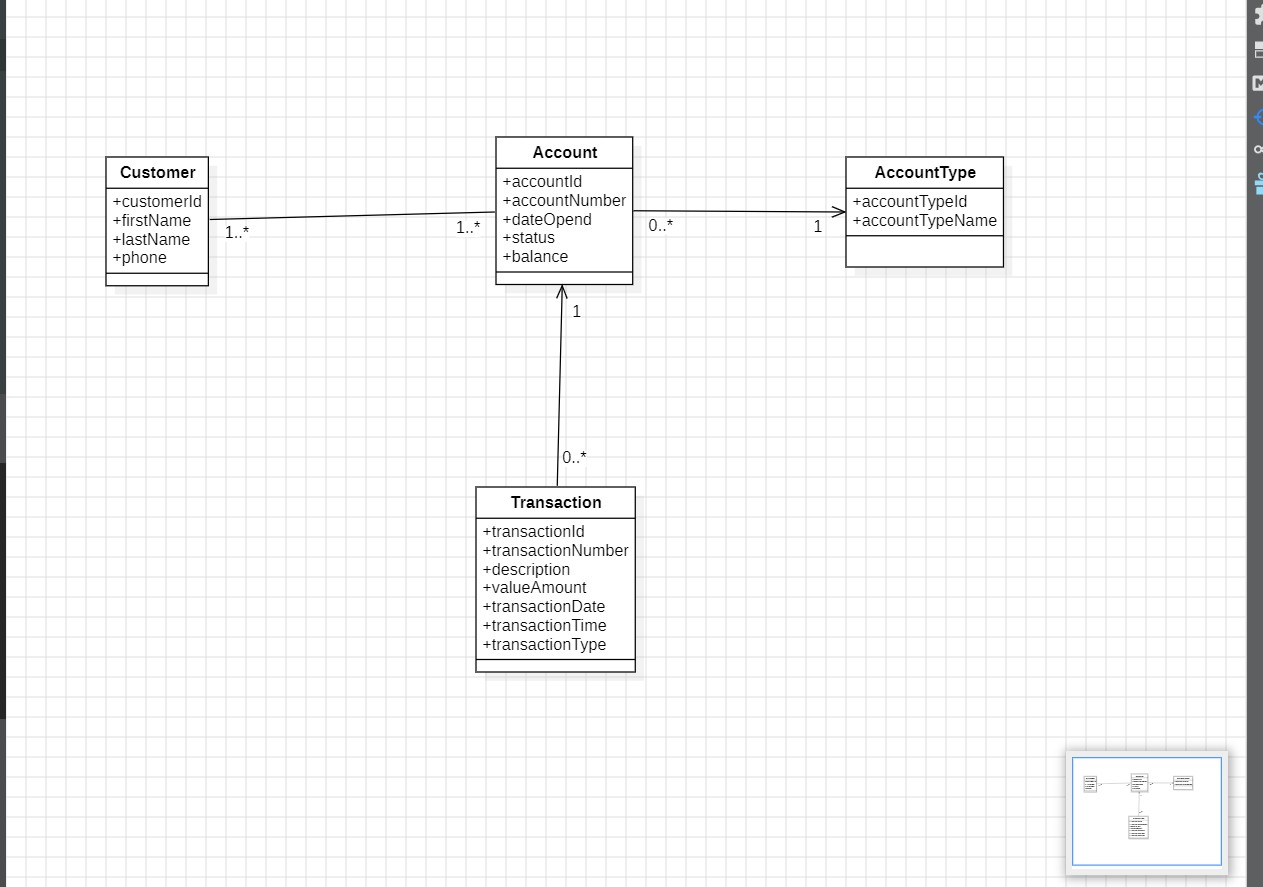 Customer
+customerId
+firstName
+lastName
+phone
1..*
1..*
Account
+accountId
+accountNumber
+dateOpend
+status
+balance
0..*
1
AccountType
+accountTypeId
+accountTypeName
1
0..*
Transaction
+transactionId
+transactionNumber
+description
+valueAmount
+transactionDate
+transactionTime
+transactionType